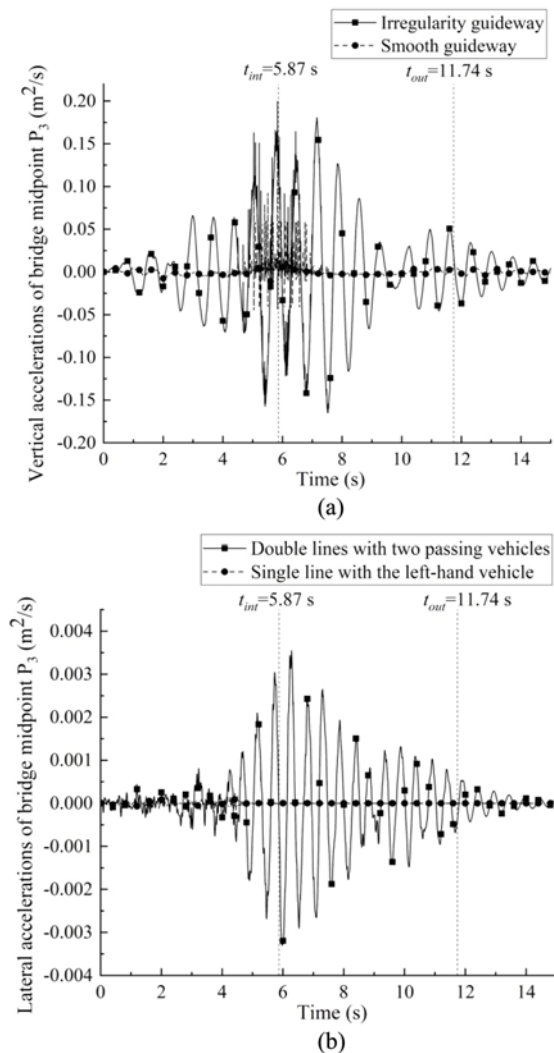 Irregularity guideway
Smooth guideway
t_int=5.87 s
t_out=11.74 s
Vertical accelerations of bridge midpoint P₃ (m²/s)
0.20
0.15
0.10
0.05
0.00
-0.05
-0.10
-0.15
-0.20
0 2 4 6 8 10 12 14
Time (s)
(a)
Double lines with two passing vehicles
Single line with the left-hand vehicle
t_int=5.87 s
t_out=11.74 s
Lateral accelerations of bridge midpoint P₃ (m²/s)
0.004
0.003
0.002
0.001
0.000
-0.001
-0.002
-0.003
-0.004
0 2 4 6 8 10 12 14
Time (s)
(b)